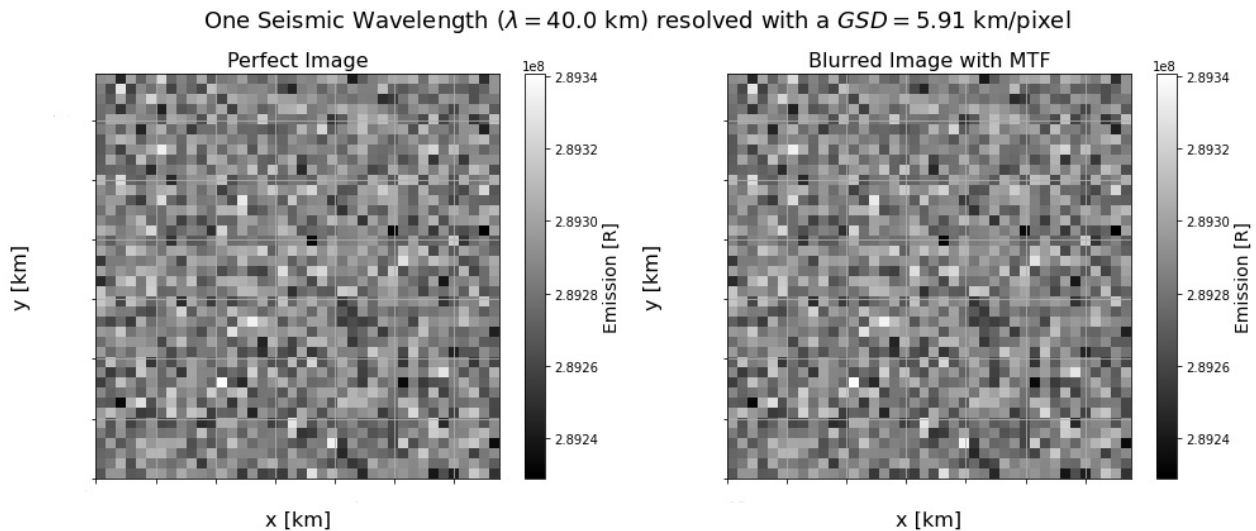 One Seismic Wavelength (λ = 40.0 km) resolved with a GSD = 5.91 km/pixel
Perfect Image
1e8
2.8934
2.8932
2.8930
2.8928
2.8926
2.8924
Emission [R]
y [km]
x [km]
Blurred Image with MTF
1e8
2.8934
2.8932
2.8930
2.8928
2.8926
2.8924
Emission [R]
y [km]
x [km]